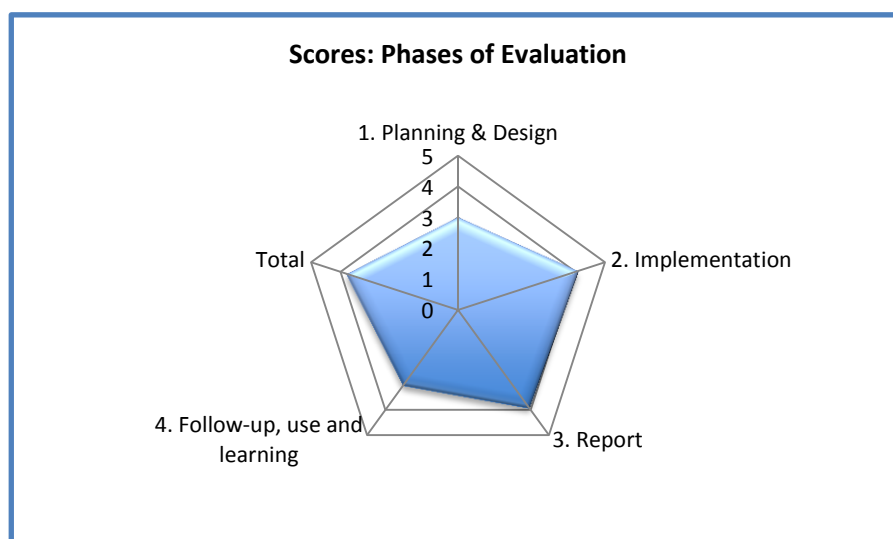 Scores: Phases of Evaluation
1. Planning & Design
5
4
3
2
1
0
Total
2. Implementation
4. Follow-up, use and
learning
3. Report